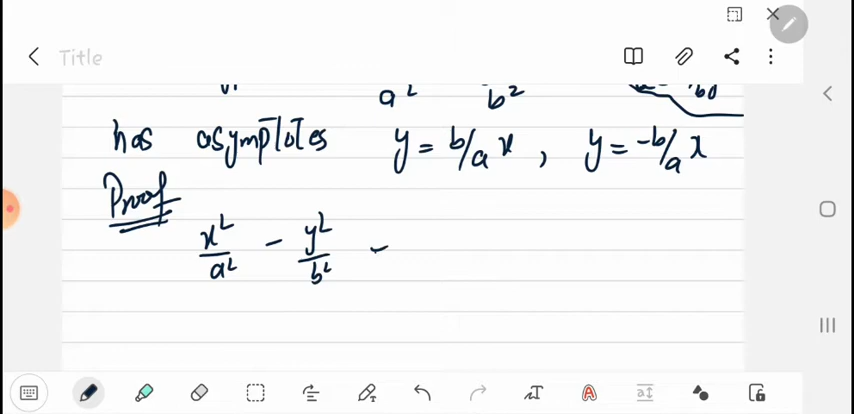 Title
a² b²
has asymptotes y = b/a x , y = -b/a x
Proof
x²/a² - y²/b² -